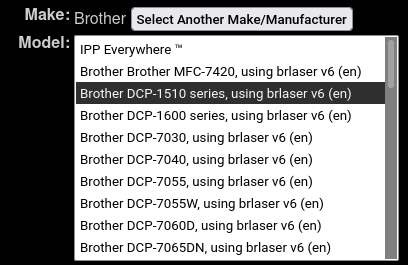 Make: Brother Select Another Make/Manufacturer
Model:
IPP Everywhere ™
Brother Brother MFC-7420, using brlaser v6 (en)
Brother DCP-1510 series, using brlaser v6 (en)
Brother DCP-1600 series, using brlaser v6 (en)
Brother DCP-7030, using brlaser v6 (en)
Brother DCP-7040, using brlaser v6 (en)
Brother DCP-7055, using brlaser v6 (en)
Brother DCP-7055W, using brlaser v6 (en)
Brother DCP-7060D, using brlaser v6 (en)
Brother DCP-7065DN, using brlaser v6 (en)